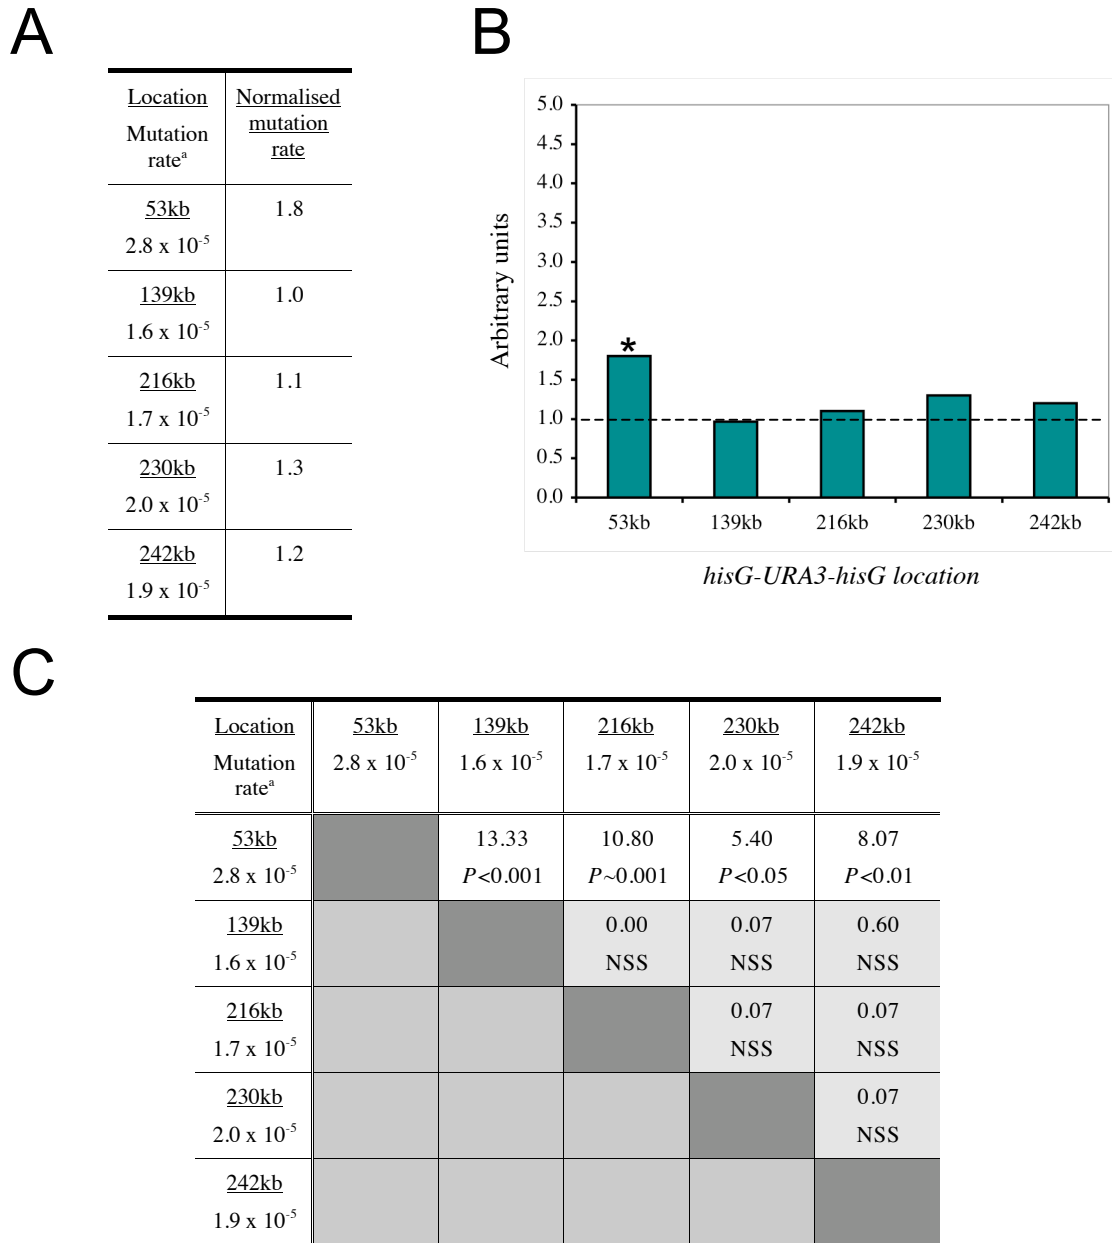 A
Location
Mutation
rateᵃ
Normalised
mutation
rate
53kb
2.8 x 10⁻⁵
1.8
139kb
1.6 x 10⁻⁵
1.0
216kb
1.7 x 10⁻⁵
1.1
230kb
2.0 x 10⁻⁵
1.3
242kb
1.9 x 10⁻⁵
1.2
B
Arbitrary units
5.0
4.5
4.0
3.5
3.0
2.5
2.0
1.5
1.0
0.5
0.0
*
53kb 139kb 216kb 230kb 242kb
hisG-URA3-hisG location
C
Location
Mutation
rateᵃ
53kb 139kb 216kb 230kb 242kb
2.8 x 10⁻⁵ 1.6 x 10⁻⁵ 1.7 x 10⁻⁵ 2.0 x 10⁻⁵ 1.9 x 10⁻⁵
53kb 13.33 10.80 5.40 8.07
2.8 x 10⁻⁵ P<0.001 P~0.001 P<0.05 P<0.01
139kb 0.00 0.07 0.60
1.6 x 10⁻⁵ NSS NSS NSS
216kb 0.07 0.07
1.7 x 10⁻⁵ NSS NSS
230kb 0.07
2.0 x 10⁻⁵ NSS
242kb
1.9 x 10⁻⁵